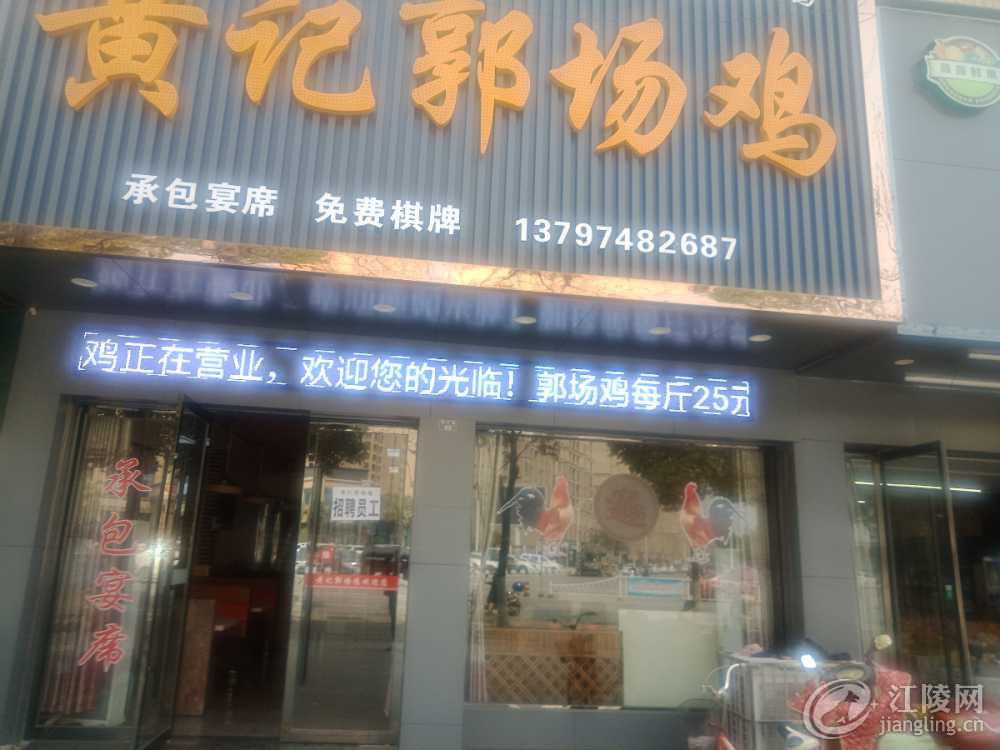 黄记郭场鸡
承包宴席 免费棋牌 13797482687
鸡正在营业，欢迎您的光临！郭场鸡每斤25元
承包宴席
招聘员工
江陵网
jiangling.cn